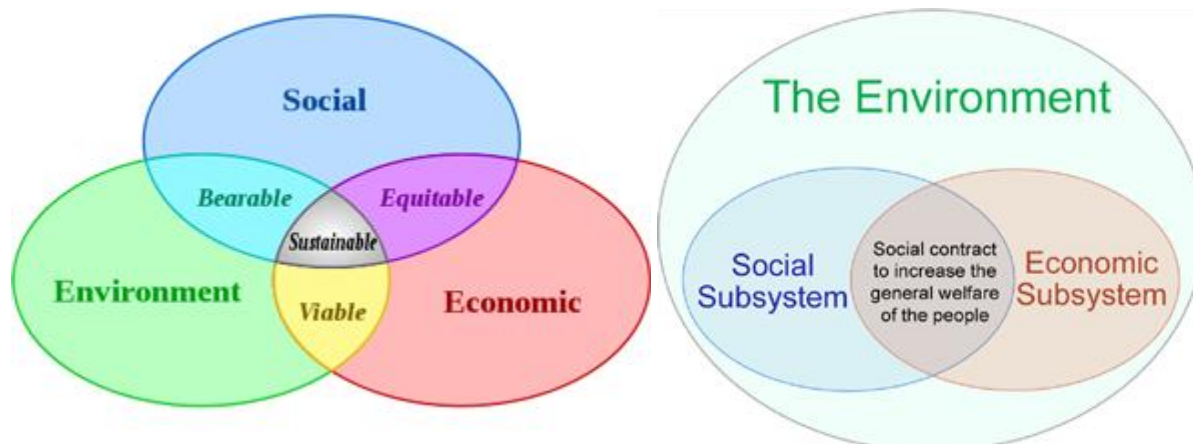 Social
Bearable
Equitable
Sustainable
Environment
Viable
Economic
The Environment
Social
Subsystem
Social contract
to increase the
general welfare
of the people
Economic
Subsystem